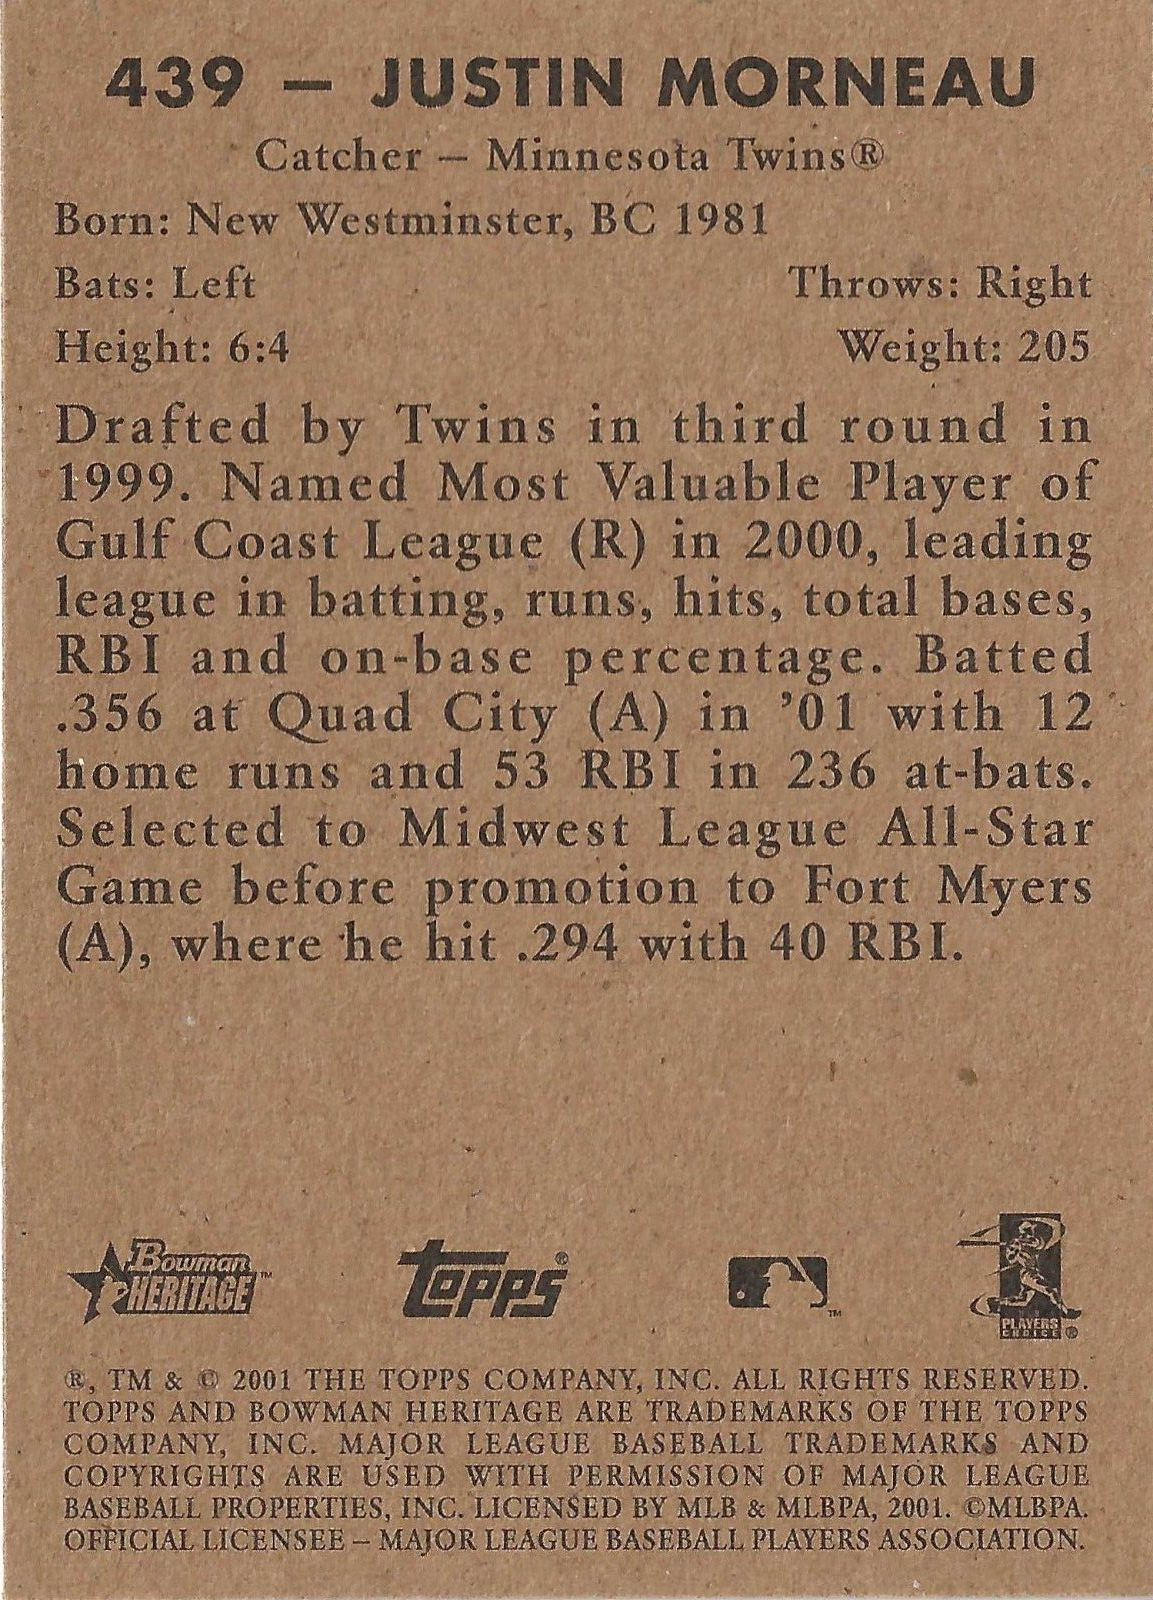 439 – JUSTIN MORNEAU
Catcher – Minnesota Twins®
Born: New Westminster, BC 1981
Bats: Left Throws: Right
Height: 6:4 Weight: 205
Drafted by Twins in third round in
1999. Named Most Valuable Player of
Gulf Coast League (R) in 2000, leading
league in batting, runs, hits, total bases,
RBI and on-base percentage. Batted
.356 at Quad City (A) in ’01 with 12
home runs and 53 RBI in 236 at-bats.
Selected to Midwest League All-Star
Game before promotion to Fort Myers
(A), where he hit .294 with 40 RBI.
Bowman
HERITAGE™
Topps®
™
PLAYERS
CHOICE®
®, TM & © 2001 THE TOPPS COMPANY, INC. ALL RIGHTS RESERVED.
TOPPS AND BOWMAN HERITAGE ARE TRADEMARKS OF THE TOPPS
COMPANY, INC. MAJOR LEAGUE BASEBALL TRADEMARKS AND
COPYRIGHTS ARE USED WITH PERMISSION OF MAJOR LEAGUE
BASEBALL PROPERTIES, INC. LICENSED BY MLB & MLBPA, 2001. ©MLBPA.
OFFICIAL LICENSEE – MAJOR LEAGUE BASEBALL PLAYERS ASSOCIATION.